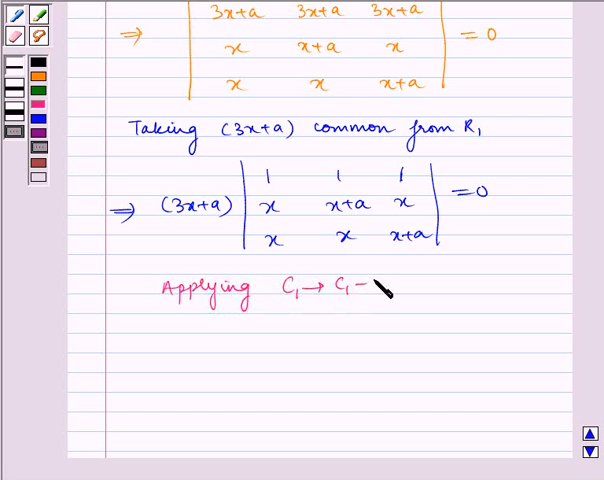 3x+a 3x+a 3x+a
⇒ x x+a x = 0
x x x+a
Taking (3x+a) common from R₁
1 1 1
⇒ (3x+a) x x+a x = 0
x x x+a
Applying C₁ → C₁ −